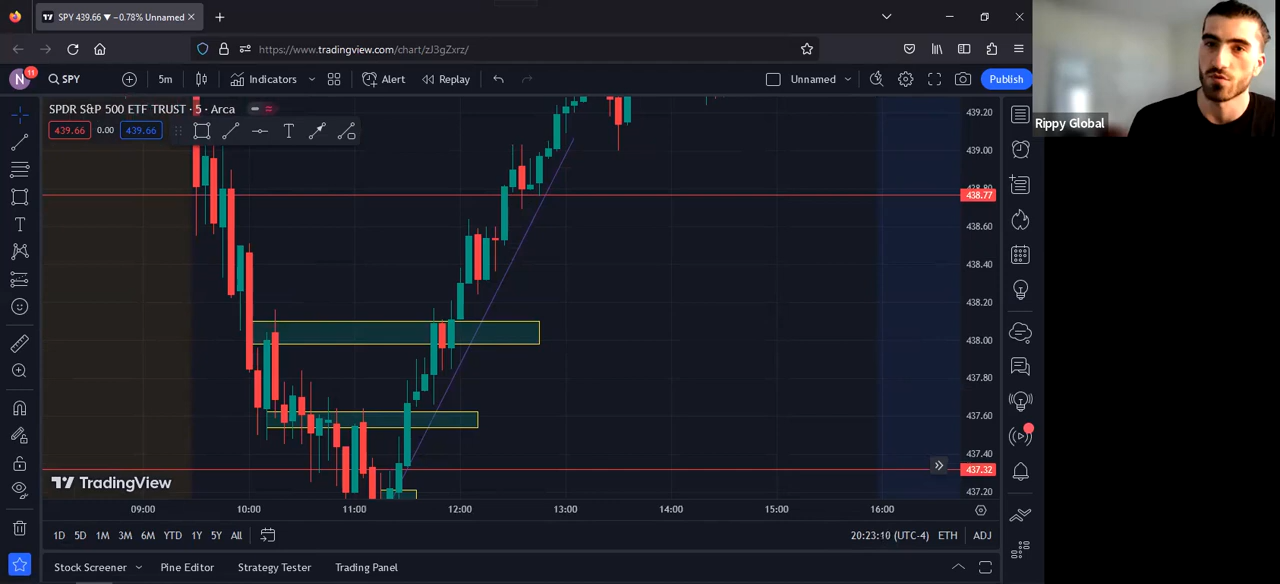 SPY 439.66 ▼ −0.78% Unnamed
https://www.tradingview.com/chart/zJ3gZxrz/
N
11
SPY
5m
Indicators
Alert
Replay
Unnamed
Publish
Rippy Global
SPDR S&P 500 ETF TRUST · 5 · Arca
439.66
0.00
439.66
439.20
439.00
438.80
438.77
438.60
438.40
438.20
438.00
437.80
437.60
437.40
437.32
437.20
TradingView
09:00
10:00
11:00
12:00
13:00
14:00
15:00
16:00
1D
5D
1M
3M
6M
YTD
1Y
5Y
All
20:23:10 (UTC-4)
ETH
ADJ
Stock Screener
Pine Editor
Strategy Tester
Trading Panel